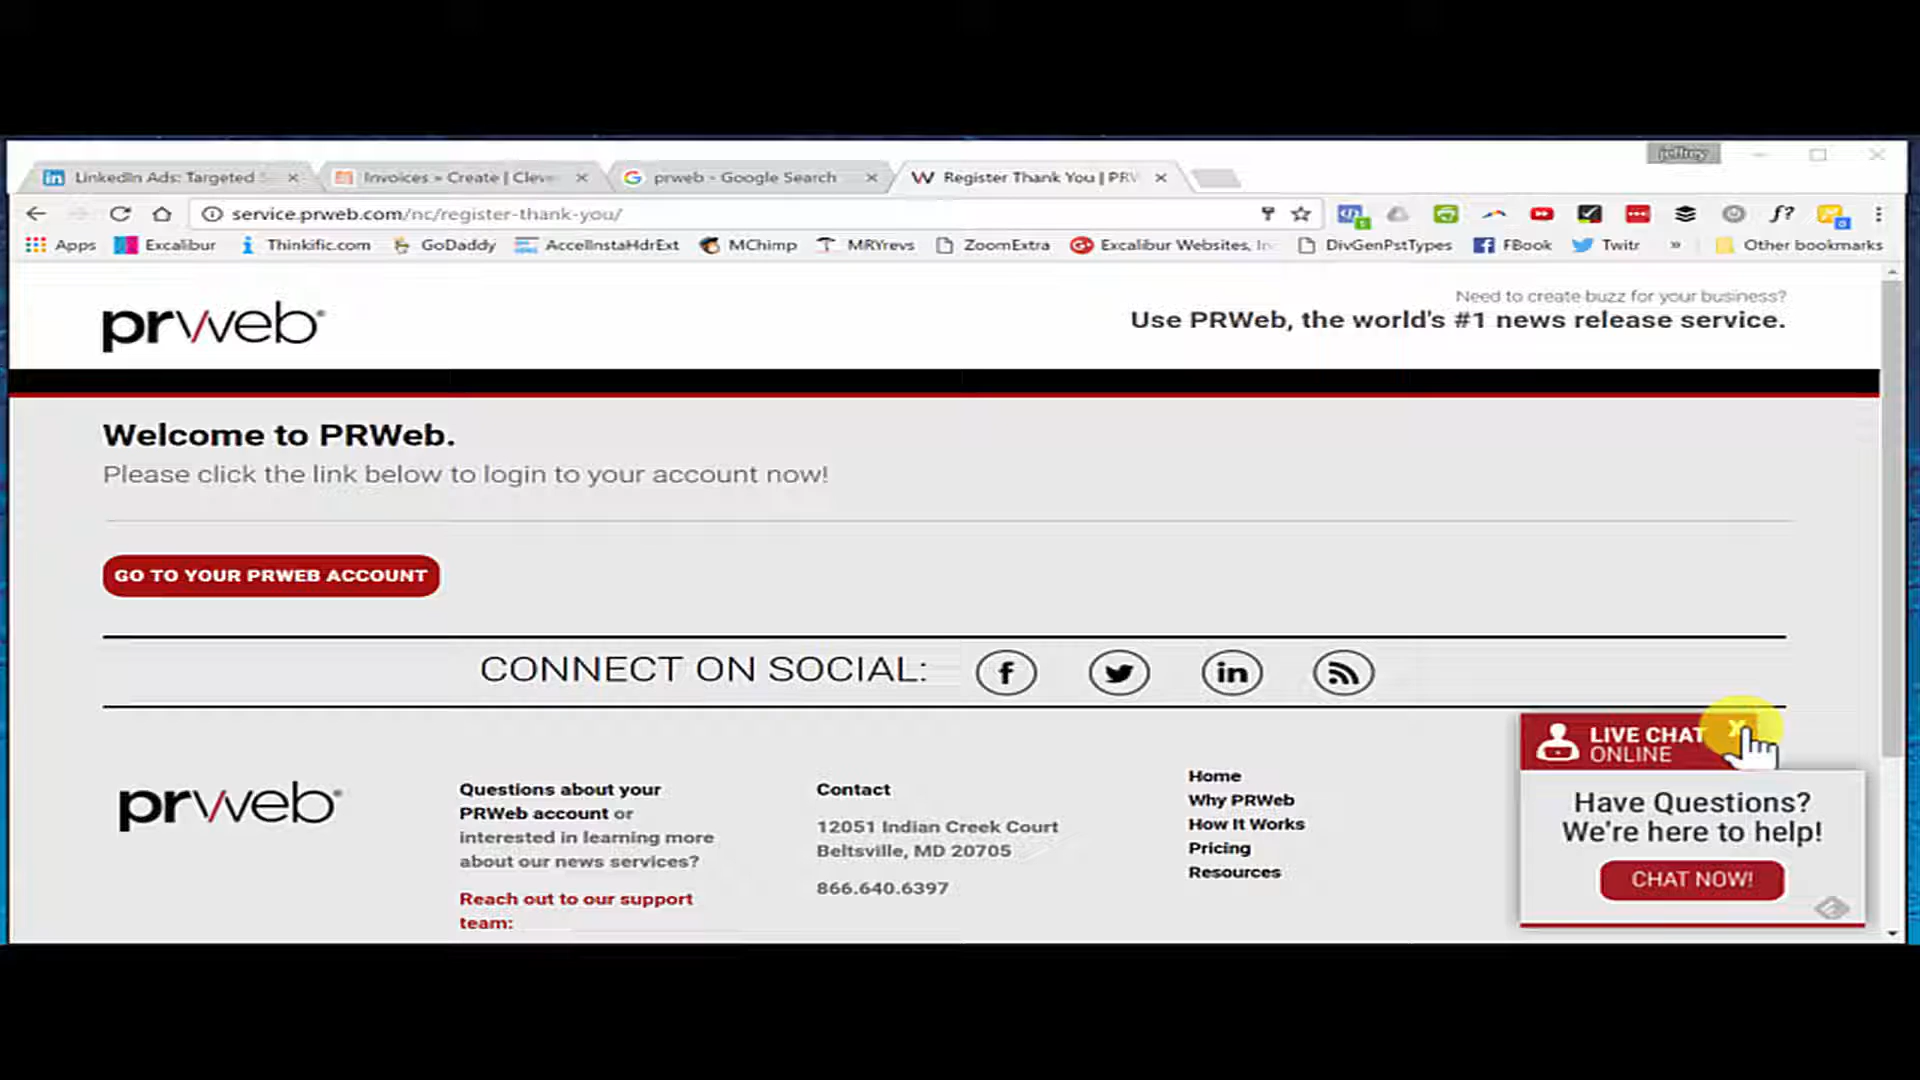 jeffrey
LinkedIn Ads: Targeted
Invoices » Create | Cleve
prweb - Google Search
Register Thank You | PRW
service.prweb.com/nc/register-thank-you/
Apps
Excalibur
Thinkific.com
GoDaddy
AccelInstaHdrExt
MChimp
MRYrevs
ZoomExtra
Excalibur Websites, In
DivGenPstTypes
FBook
Twitr
»
Other bookmarks
prweb
Need to create buzz for your business?
Use PRWeb, the world's #1 news release service.
Welcome to PRWeb.
Please click the link below to login to your account now!
GO TO YOUR PRWEB ACCOUNT
CONNECT ON SOCIAL:
prweb
Questions about your
PRWeb account or
interested in learning more
about our news services?
Reach out to our support
team:
Contact
12051 Indian Creek Court
Beltsville, MD 20705
866.640.6397
Home
Why PRWeb
How It Works
Pricing
Resources
LIVE CHAT
ONLINE
Have Questions?
We're here to help!
CHAT NOW!